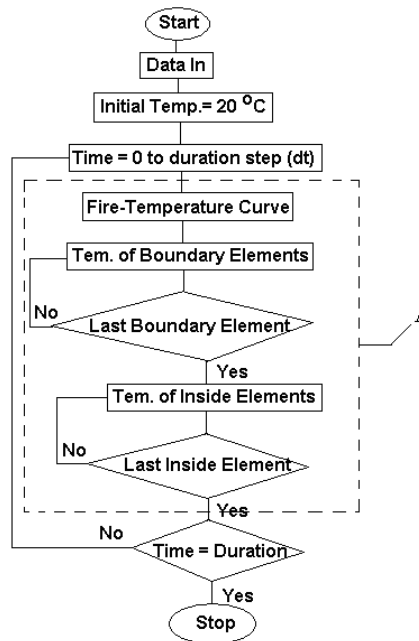 Start
Data In
Initial Temp.= 20 °C
Time = 0 to duration step (dt)
Fire-Temperature Curve
Tem. of Boundary Elements
No
Last Boundary Element
Yes
Tem. of Inside Elements
No
Last Inside Element
Yes
No
Time = Duration
Yes
Stop